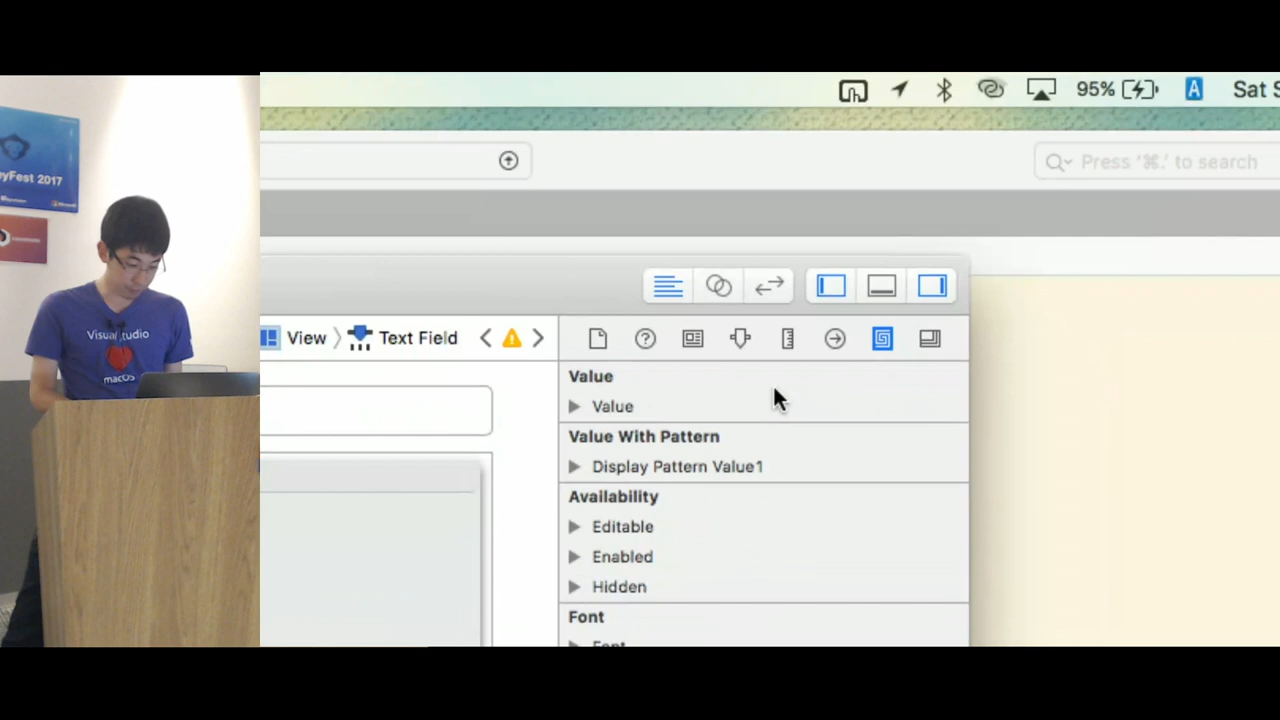 95%
A
Sat S
Press '⌘.' to search
yFest 2017
Visual Studio
macOS
View
Text Field
Value
Value
Value With Pattern
Display Pattern Value1
Availability
Editable
Enabled
Hidden
Font